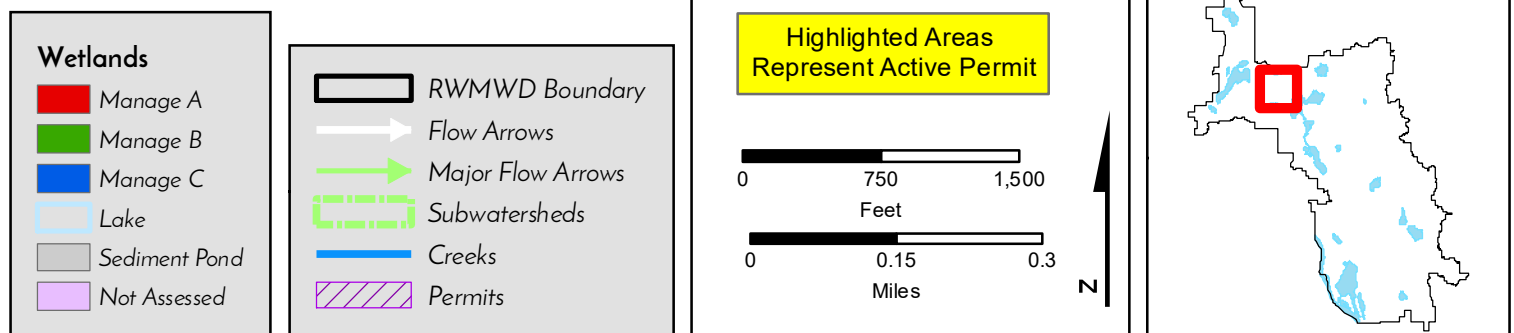 Wetlands
Manage A
Manage B
Manage C
Lake
Sediment Pond
Not Assessed
RWMWD Boundary
Flow Arrows
Major Flow Arrows
Subwatersheds
Creeks
Permits
Highlighted Areas
Represent Active Permit
0 750 1,500
Feet
0 0.15 0.3
Miles
N